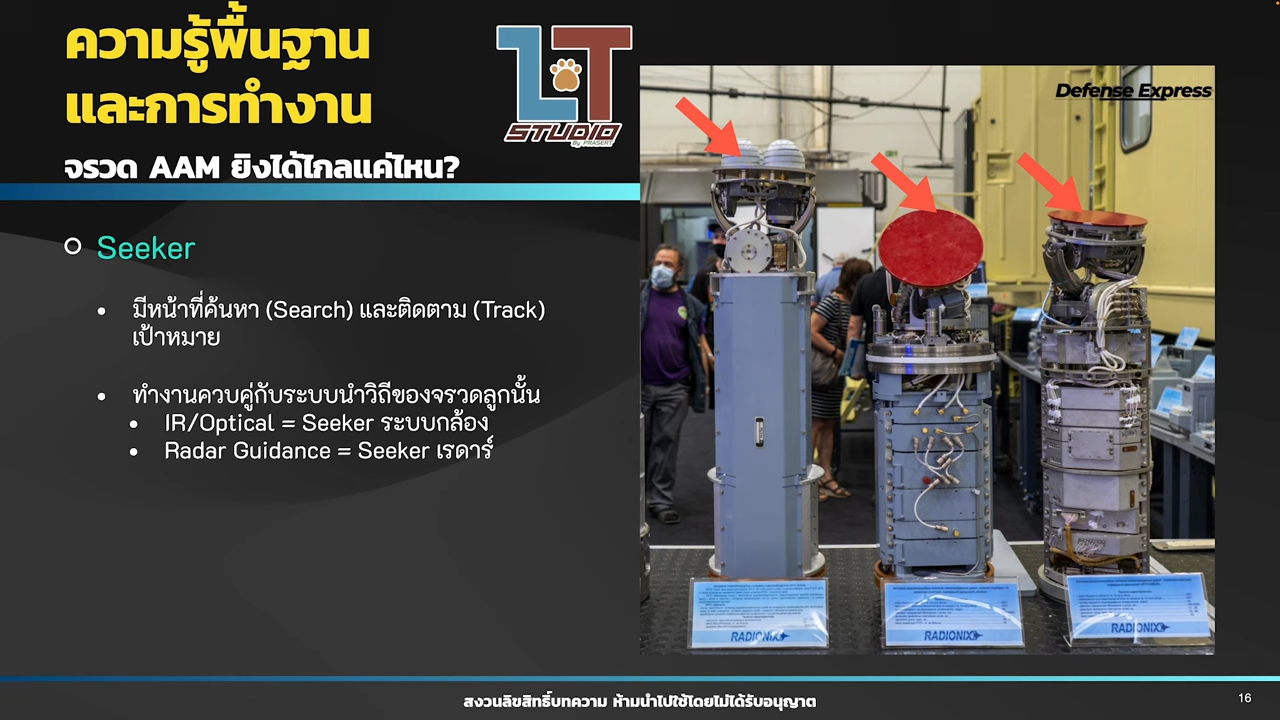 ความรู้พื้นฐาน
และการทำงาน
จรวด AAM ยิงได้ไกลแค่ไหน?
LT
STUDIO
By PRASERT
Defense Express
Seeker
มีหน้าที่ค้นหา (Search) และติดตาม (Track)
เป้าหมาย
ทำงานควบคู่กับระบบนำวิถีของจรวดลูกนั้น
IR/Optical = Seeker ระบบกล้อง
Radar Guidance = Seeker เรดาร์
RADIONIX
RADIONIX
RADIONIX
สงวนลิขสิทธิ์บทความ ห้ามนำไปใช้โดยไม่ได้รับอนุญาต
16